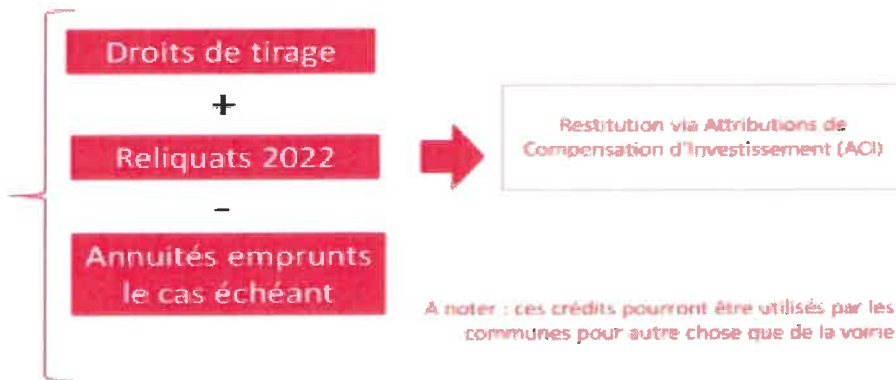 Droits de tirage
+
Reliquats 2022
-
Annuités emprunts
le cas échéant
Restitution via Attributions de
Compensation d'Investissement (ACI)
A noter : ces crédits pourront être utilisés par les
communes pour autre chose que de la voirie